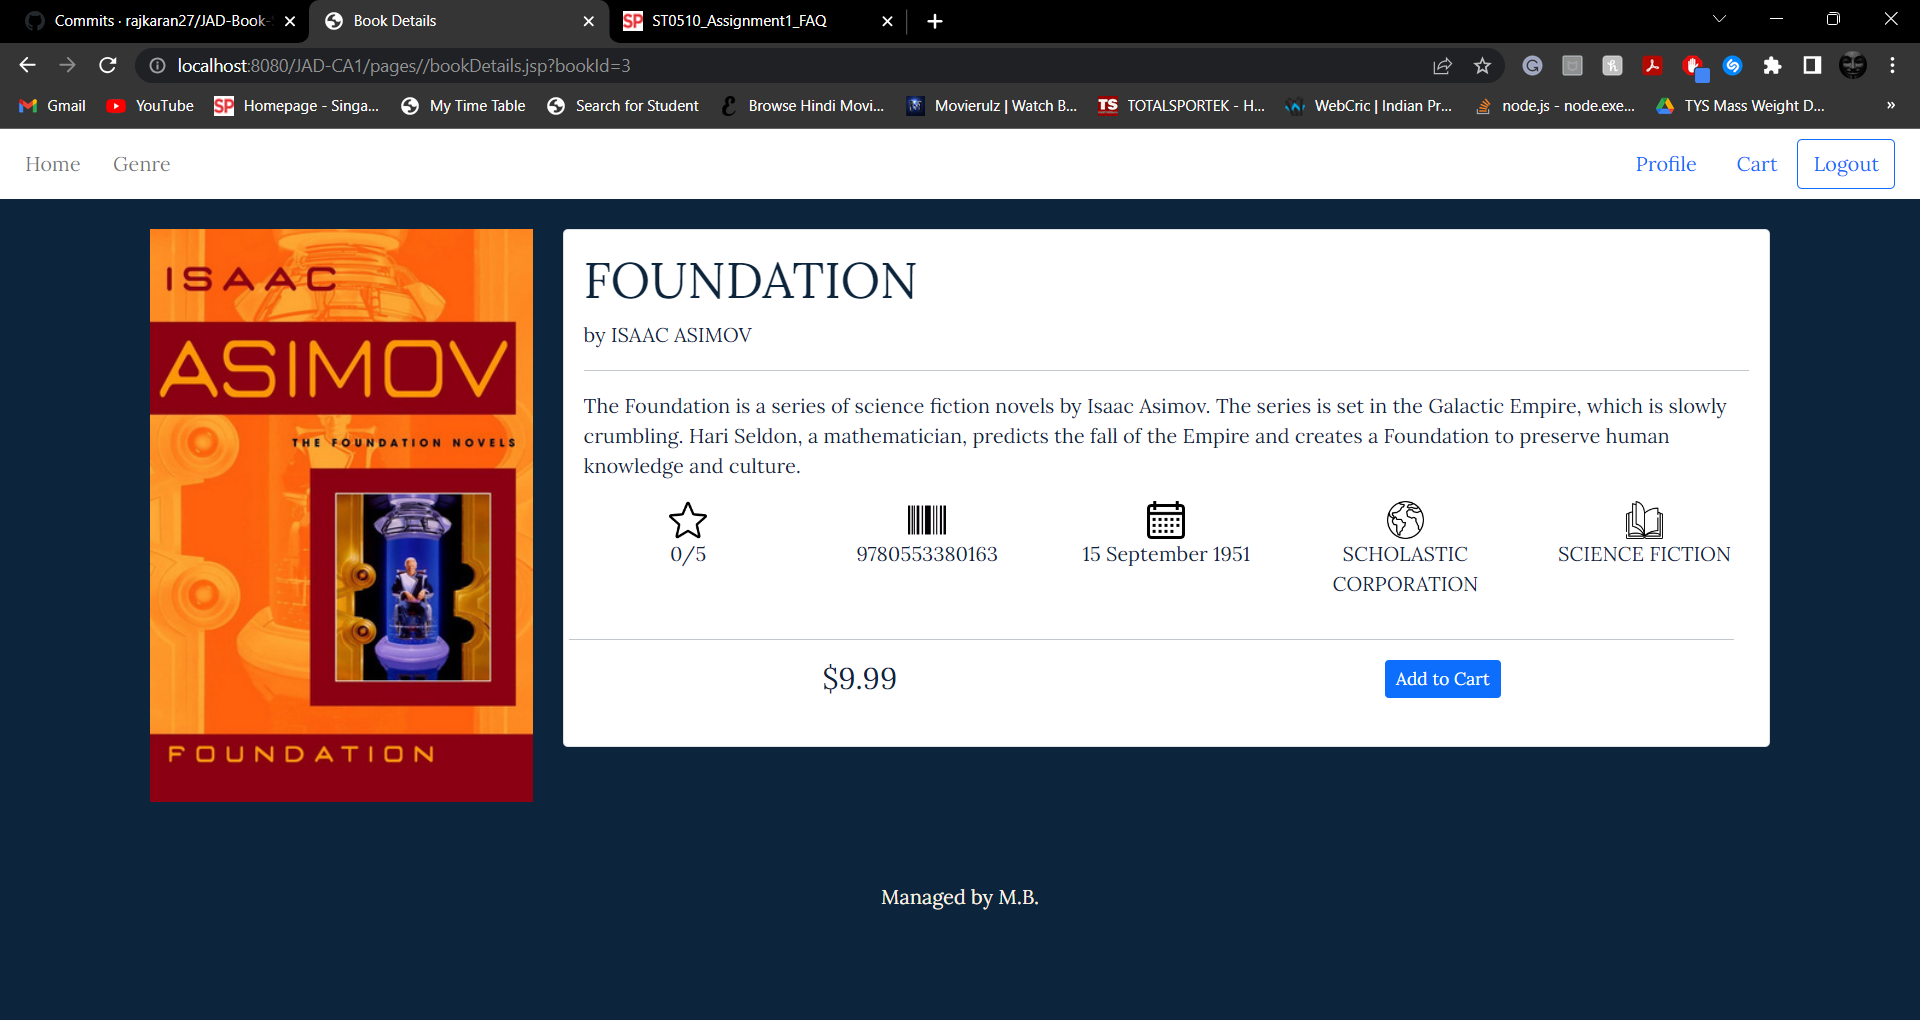 Commits · rajkaran27/JAD-Book-
Book Details
ST0510_Assignment1_FAQ
localhost:8080/JAD-CA1/pages//bookDetails.jsp?bookId=3
Gmail
YouTube
SP
Homepage - Singa...
My Time Table
Search for Student
Browse Hindi Movi...
Movierulz | Watch B...
TS
TOTALSPORTEK - H...
WebCric | Indian Pr...
node.js - node.exe...
TYS Mass Weight D...
»
Home
Genre
Profile
Cart
Logout
ISAAC
ASIMOV
THE FOUNDATION NOVELS
FOUNDATION
FOUNDATION
by ISAAC ASIMOV
The Foundation is a series of science fiction novels by Isaac Asimov. The series is set in the Galactic Empire, which is slowly
crumbling. Hari Seldon, a mathematician, predicts the fall of the Empire and creates a Foundation to preserve human
knowledge and culture.
0/5
9780553380163
15 September 1951
SCHOLASTIC
CORPORATION
SCIENCE FICTION
$9.99
Add to Cart
Managed by M.B.